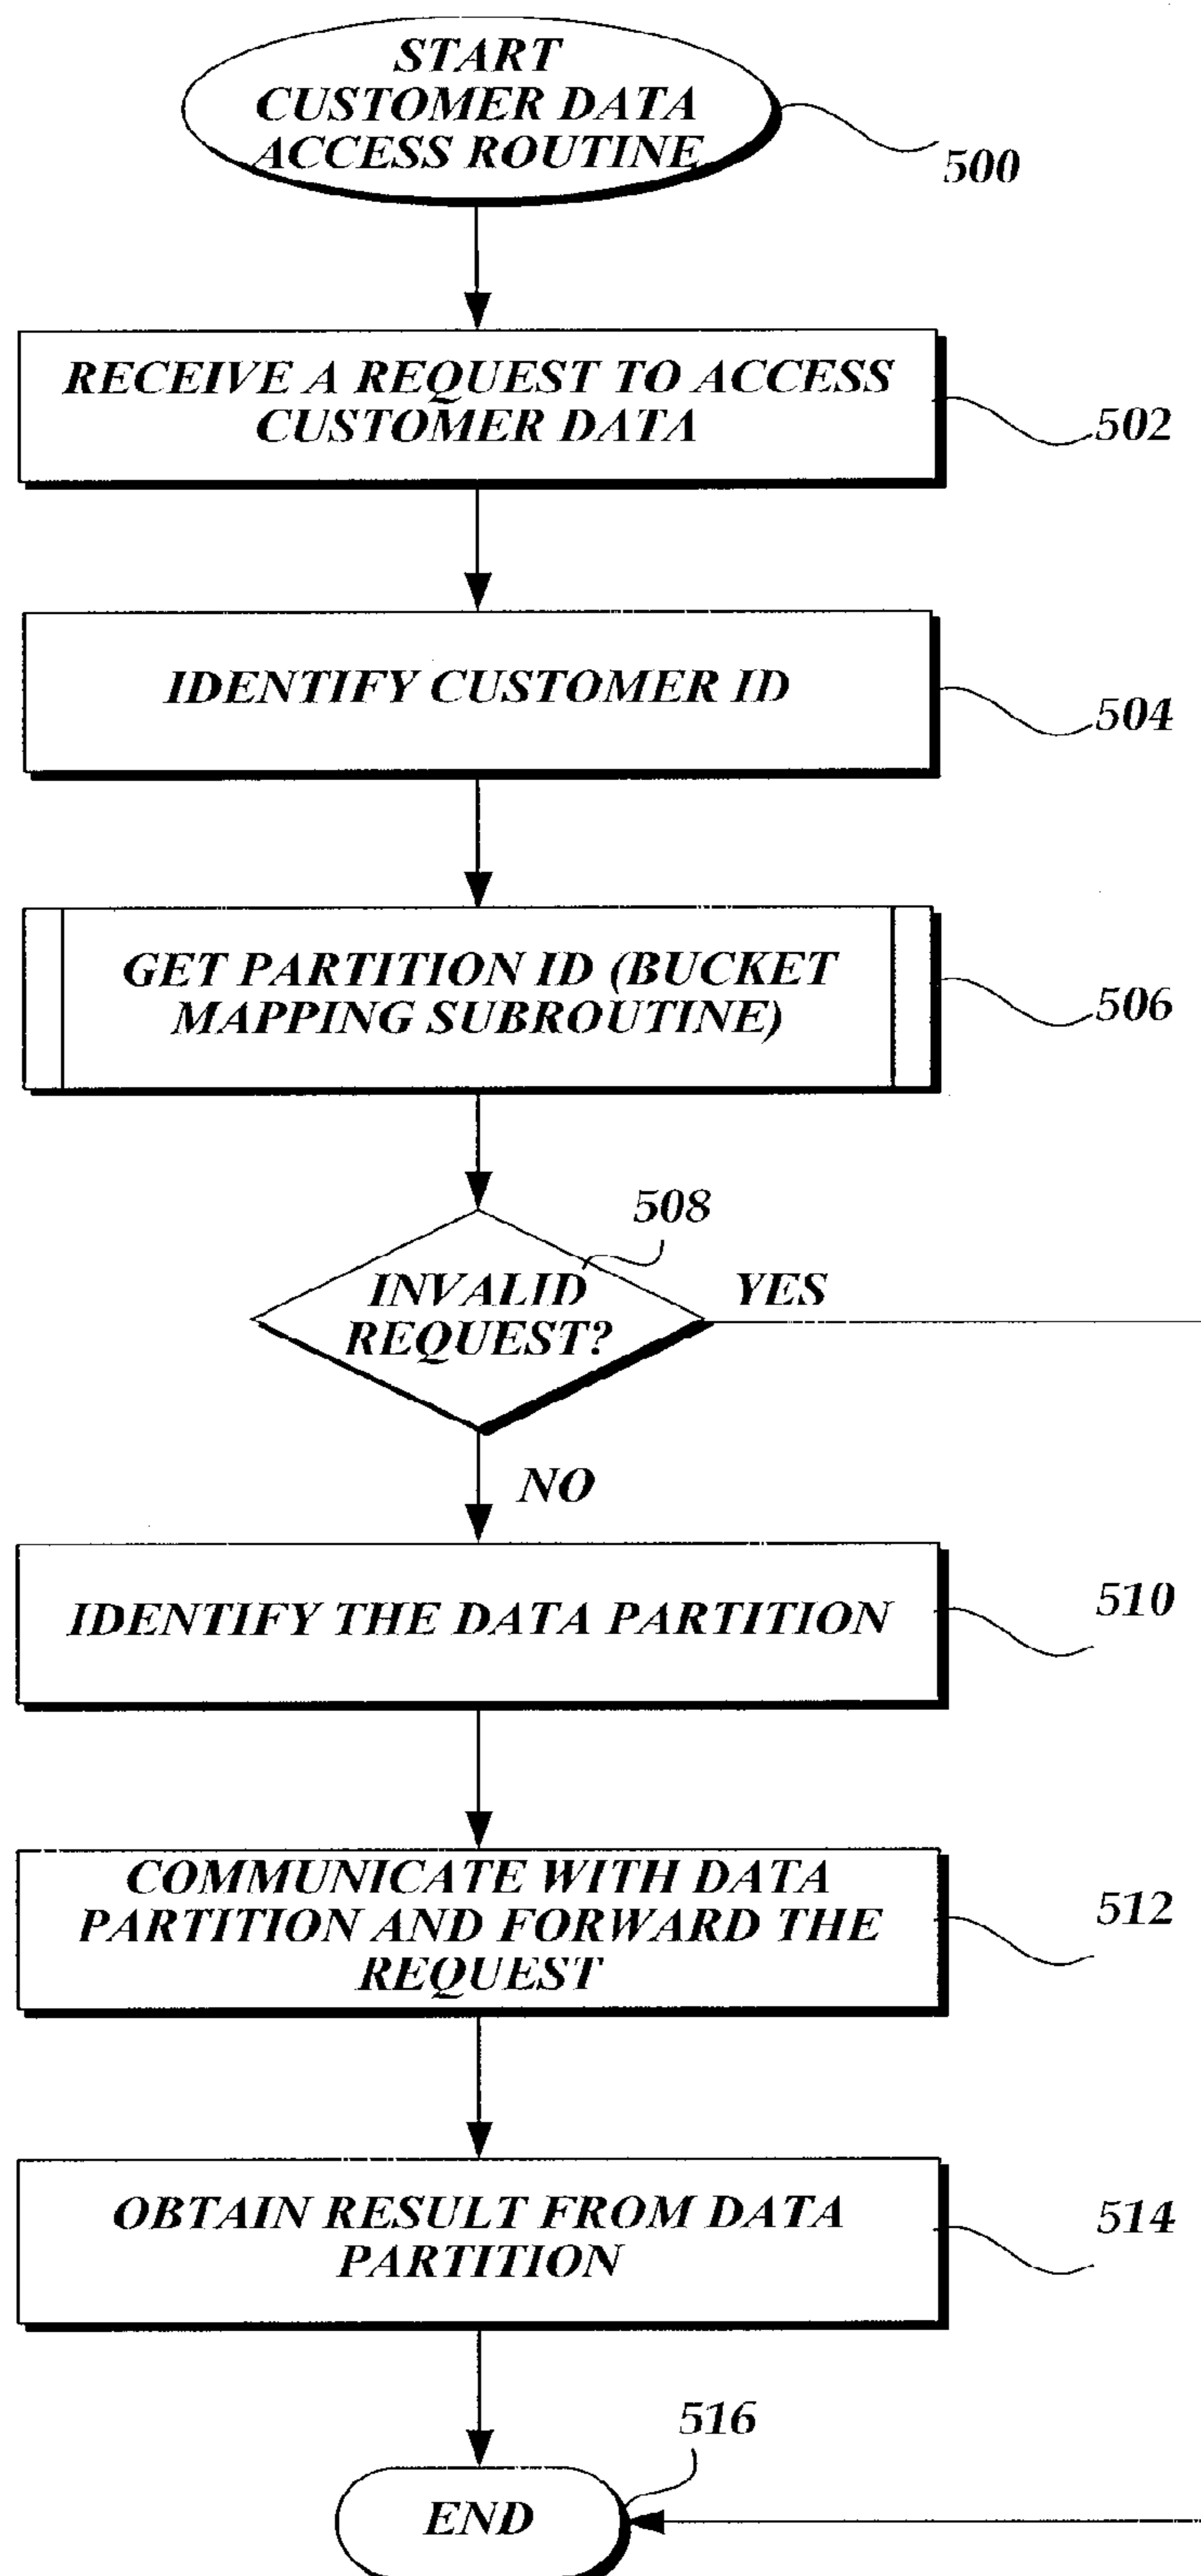 START
CUSTOMER DATA
ACCESS ROUTINE
500
RECEIVE A REQUEST TO ACCESS
CUSTOMER DATA
502
IDENTIFY CUSTOMER ID
504
GET PARTITION ID (BUCKET
MAPPING SUBROUTINE)
506
508
INVALID
REQUEST?
YES
NO
IDENTIFY THE DATA PARTITION
510
COMMUNICATE WITH DATA
PARTITION AND FORWARD THE
REQUEST
512
OBTAIN RESULT FROM DATA
PARTITION
514
516
END